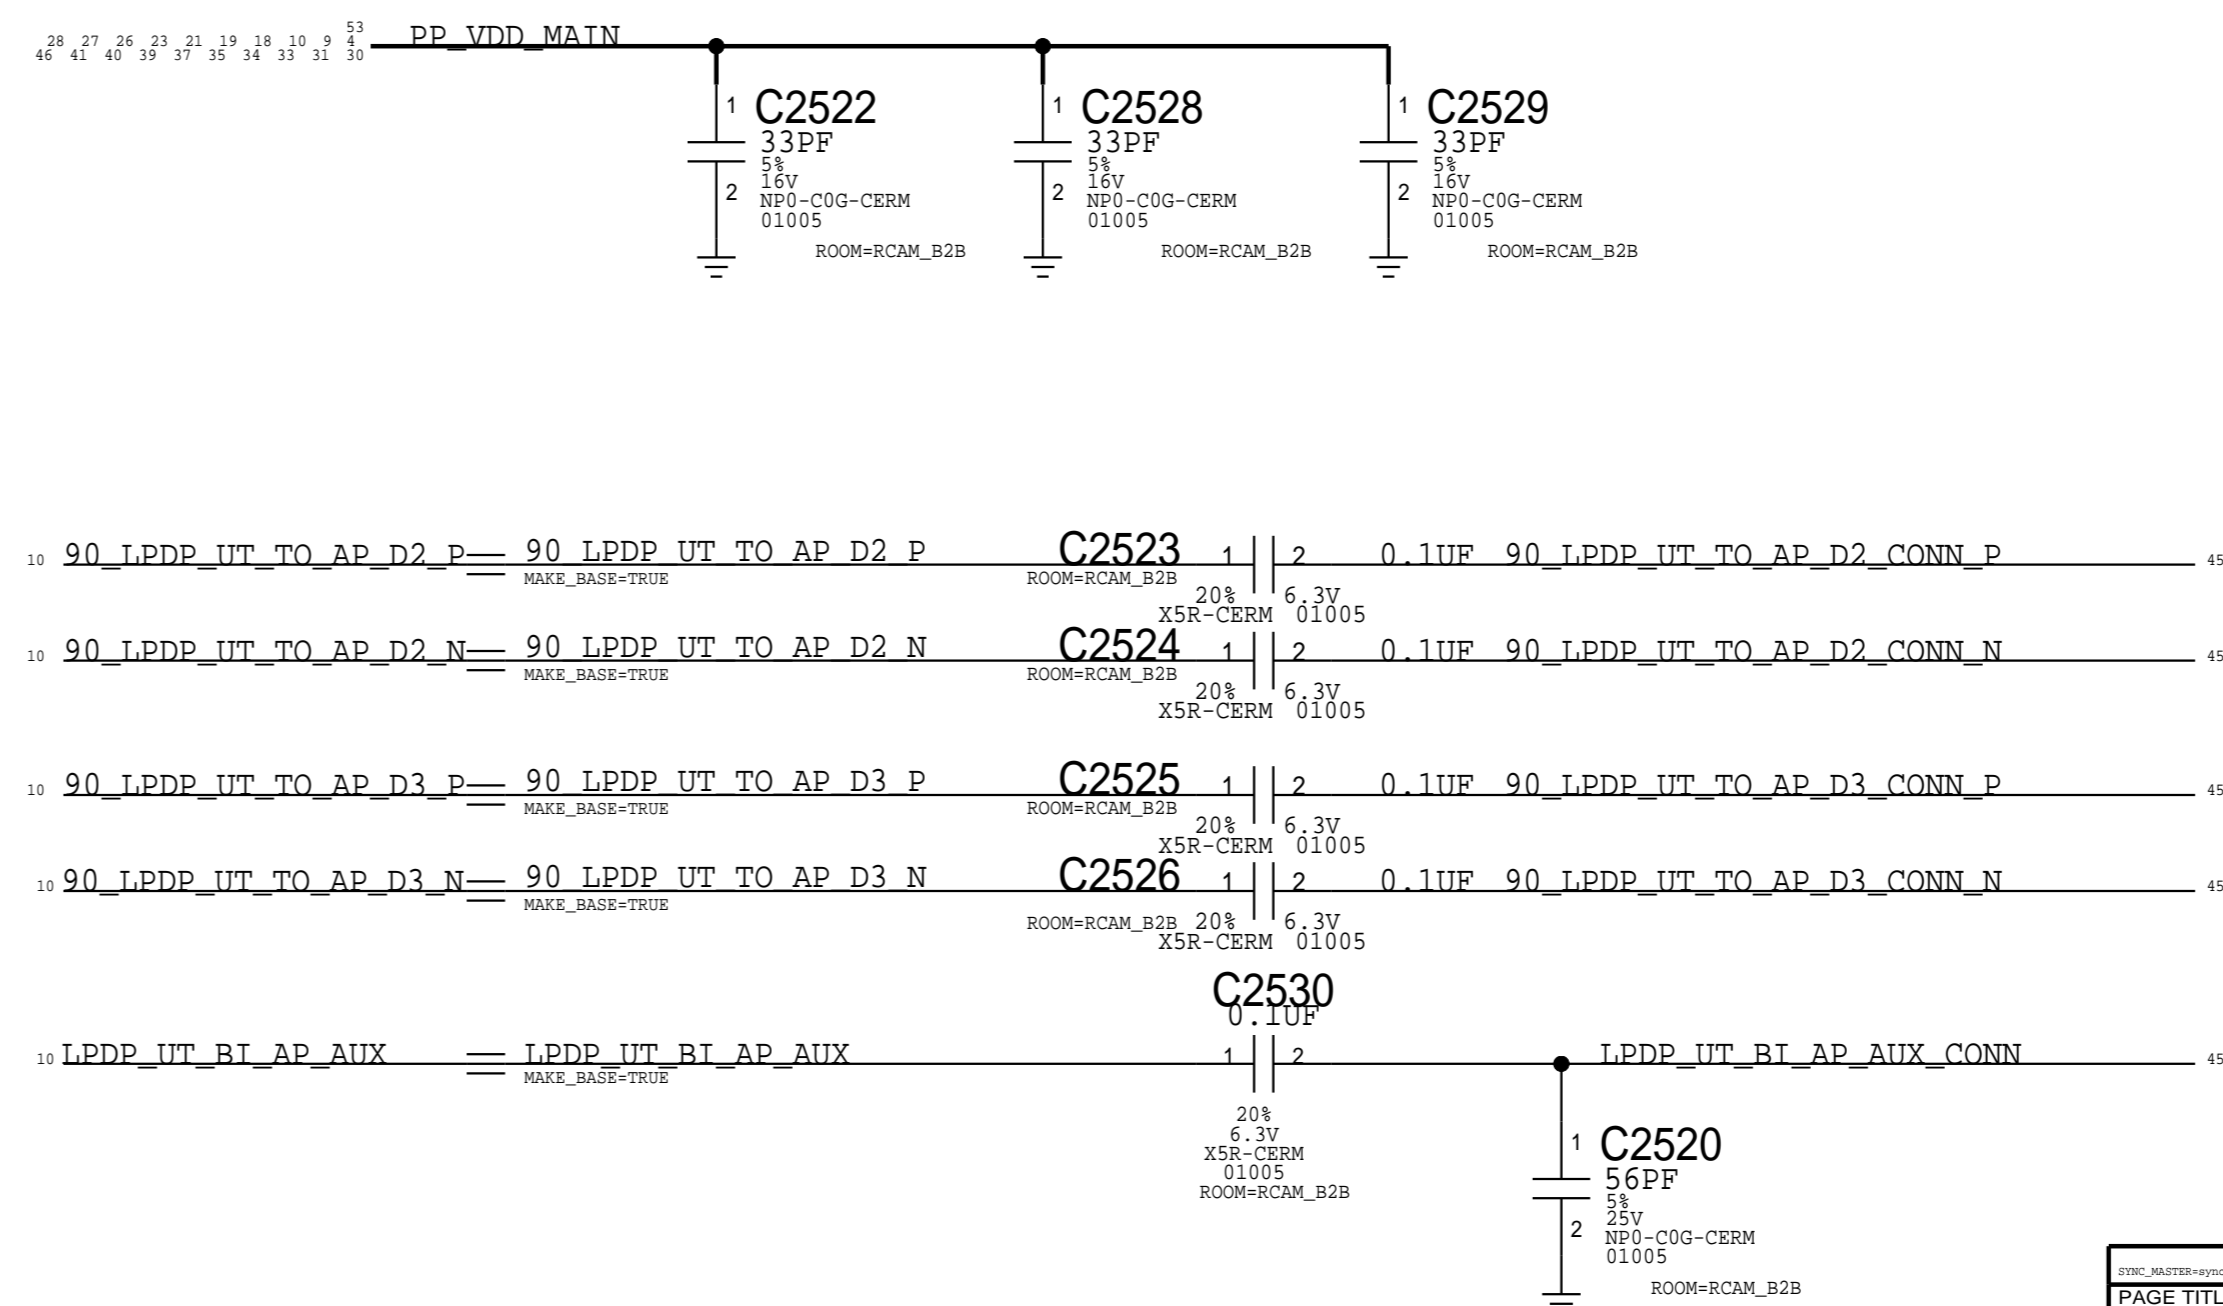 53
28 27 26 23 21 19 18 10 9 4
46 41 40 39 37 35 34 33 31 30
PP_VDD_MAIN
1 C2522
33PF
5%
16V
2 NP0-C0G-CERM
01005
ROOM=RCAM_B2B
1 C2528
33PF
5%
16V
2 NP0-C0G-CERM
01005
ROOM=RCAM_B2B
1 C2529
33PF
5%
16V
2 NP0-C0G-CERM
01005
ROOM=RCAM_B2B
10 90_LPDP_UT_TO_AP_D2_P 90_LPDP_UT_TO_AP_D2_P C2523 1 2 0.1UF 90_LPDP_UT_TO_AP_D2_CONN_P 45
MAKE_BASE=TRUE ROOM=RCAM_B2B
20% 6.3V
X5R-CERM 01005
10 90_LPDP_UT_TO_AP_D2_N 90_LPDP_UT_TO_AP_D2_N C2524 1 2 0.1UF 90_LPDP_UT_TO_AP_D2_CONN_N 45
MAKE_BASE=TRUE ROOM=RCAM_B2B
20% 6.3V
X5R-CERM 01005
10 90_LPDP_UT_TO_AP_D3_P 90_LPDP_UT_TO_AP_D3_P C2525 1 2 0.1UF 90_LPDP_UT_TO_AP_D3_CONN_P 45
MAKE_BASE=TRUE ROOM=RCAM_B2B
20% 6.3V
X5R-CERM 01005
10 90_LPDP_UT_TO_AP_D3_N 90_LPDP_UT_TO_AP_D3_N C2526 1 2 0.1UF 90_LPDP_UT_TO_AP_D3_CONN_N 45
MAKE_BASE=TRUE
ROOM=RCAM_B2B 20% 6.3V
X5R-CERM 01005
C2530
0.1UF
10 LPDP_UT_BI_AP_AUX LPDP_UT_BI_AP_AUX 1 2 LPDP_UT_BI_AP_AUX_CONN 45
MAKE_BASE=TRUE
20%
6.3V
X5R-CERM
01005
ROOM=RCAM_B2B
1 C2520
56PF
5%
25V
2 NP0-C0G-CERM
01005
ROOM=RCAM_B2B
SYNC_MASTER=sync
PAGE TITL